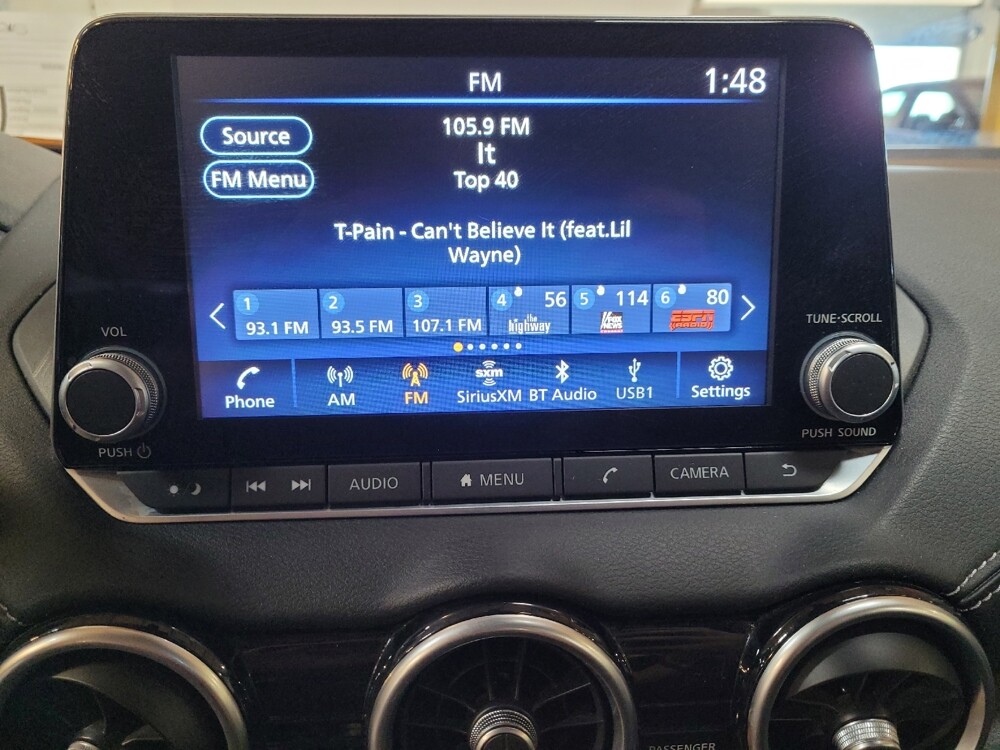 FM
1:48
Source
105.9 FM
It
FM Menu
Top 40
T-Pain - Can't Believe It (feat.Lil
Wayne)
1
2
3
4 56
5 114
6 80
93.1 FM
93.5 FM
107.1 FM
the
highway
FOX
NEWS
ESPN
RADIO
VOL
TUNE·SCROLL
Phone
AM
FM
sxm
SiriusXM
BT Audio
USB1
Settings
PUSH
PUSH SOUND
AUDIO
MENU
CAMERA
PASSENGER